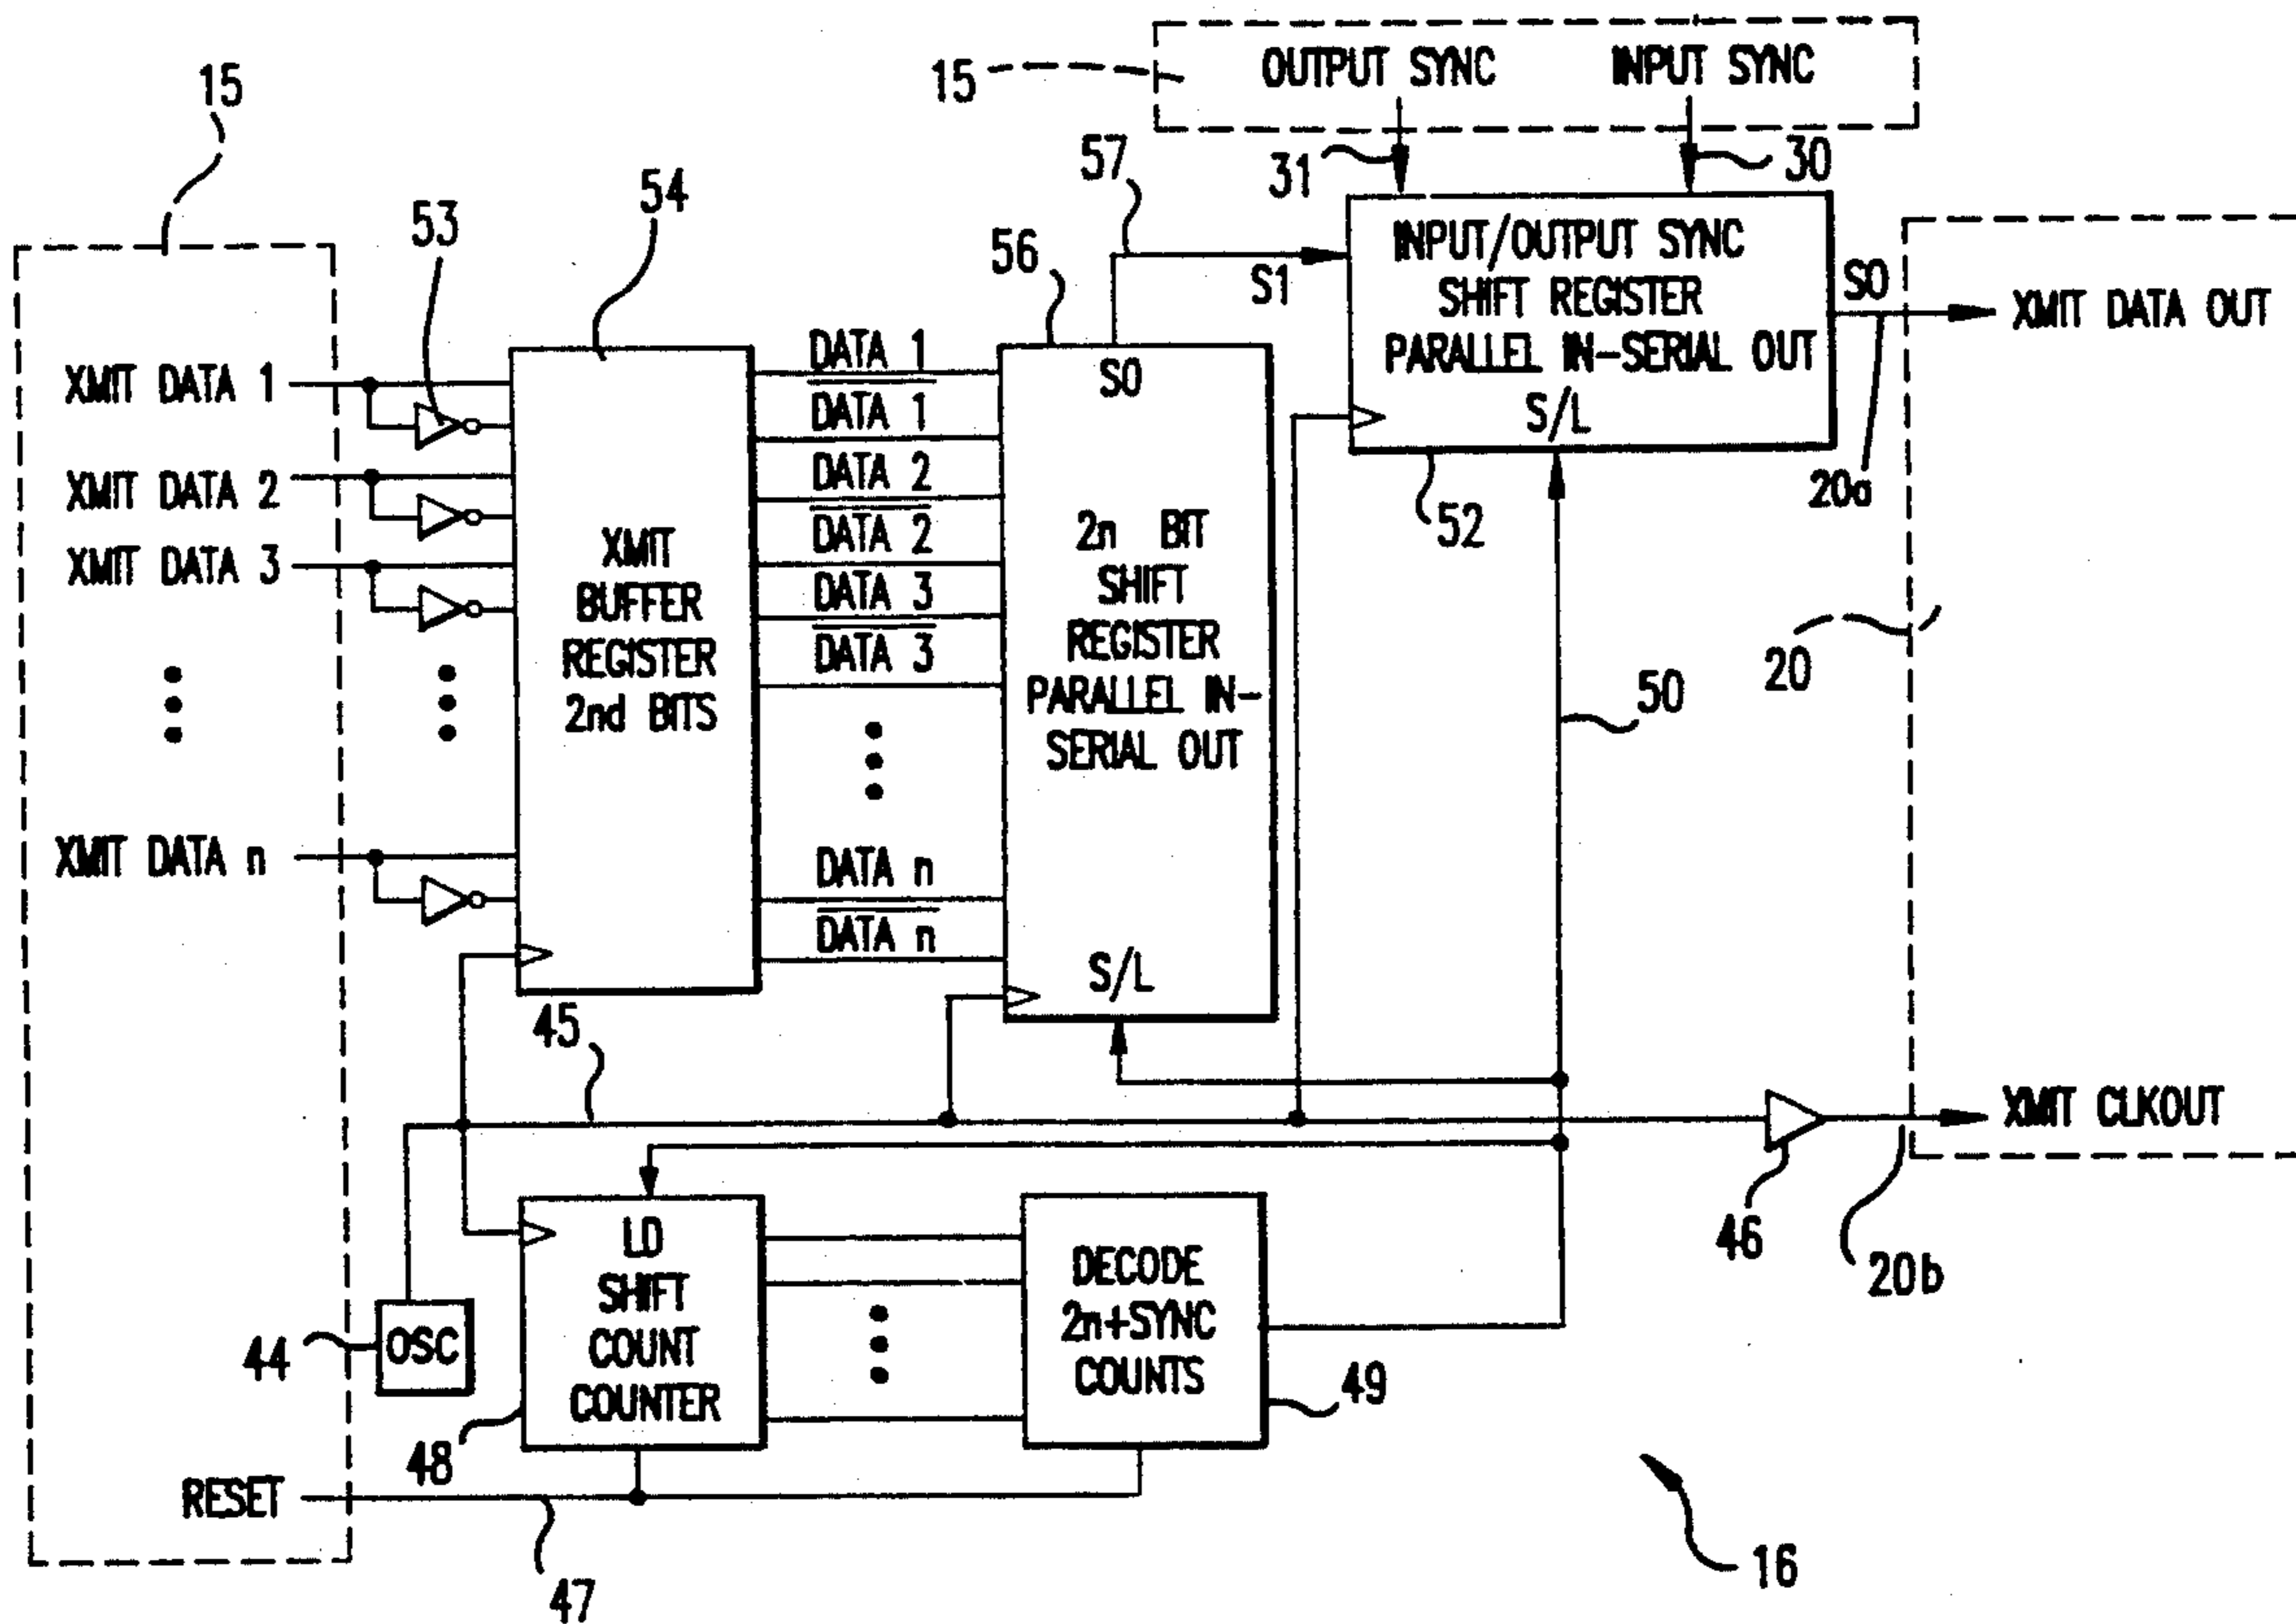 15
OUTPUT SYNC
INPUT SYNC
15
31
30
57
54
53
56
S1
INPUT/OUTPUT SYNC
SHIFT REGISTER
PARALLEL IN-SERIAL OUT
S/L
SO
XMIT DATA OUT
20a
52
XMIT DATA 1
XMIT DATA 2
XMIT DATA 3
XMIT DATA n
XMIT
BUFFER
REGISTER
2nd BITS
DATA 1
DATA 1
DATA 2
DATA 2
DATA 3
DATA 3
DATA n
DATA n
SO
2n BIT
SHIFT
REGISTER
PARALLEL IN-
SERIAL OUT
S/L
50
20
45
XMIT CLKOUT
46
20b
44
OSC
LD
SHIFT
COUNT
COUNTER
48
DECODE
2n+SYNC
COUNTS
49
RESET
47
16